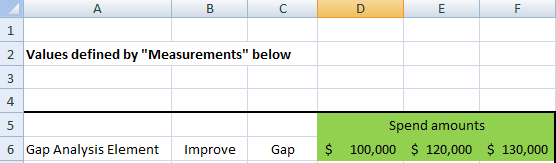 A B C D E F
1
2 Values defined by "Measurements" below
3
4
5 Spend amounts
6 Gap Analysis Element Improve Gap $ 100,000 $ 120,000 $ 130,000